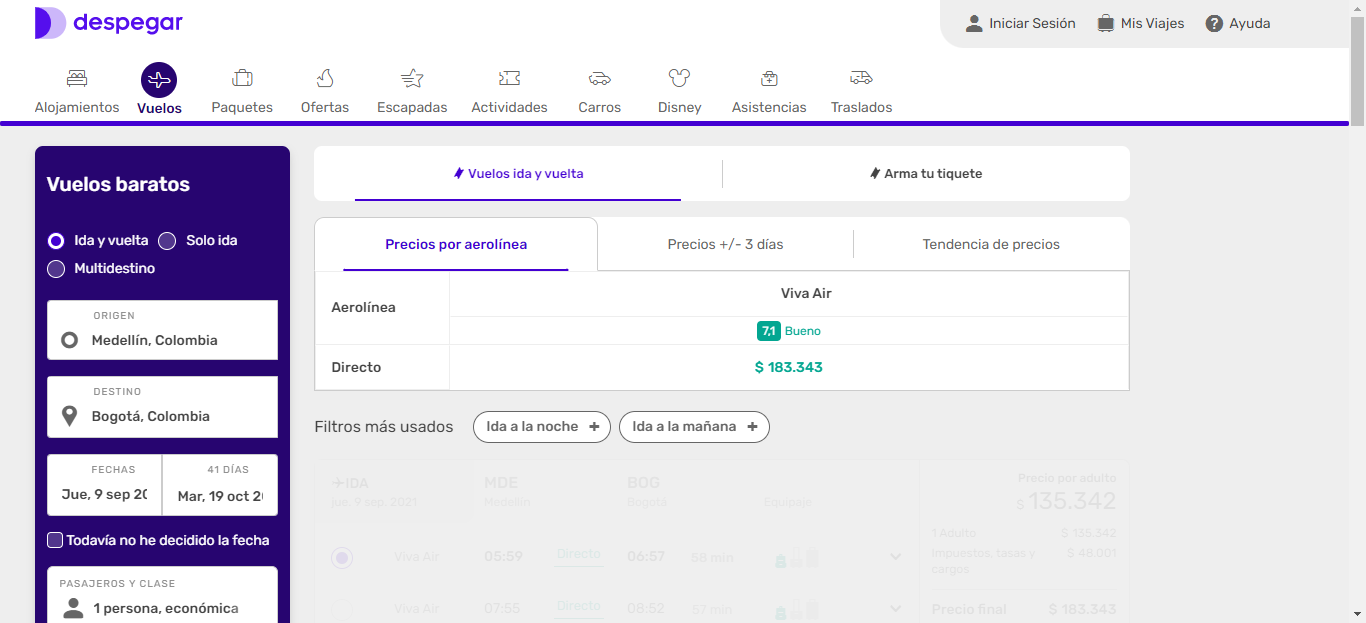 despegar
Iniciar Sesión
Mis Viajes
Ayuda
Alojamientos
Vuelos
Paquetes
Ofertas
Escapadas
Actividades
Carros
Disney
Asistencias
Traslados
Vuelos baratos
Ida y vuelta
Solo ida
Multidestino
ORIGEN
Medellín, Colombia
DESTINO
Bogotá, Colombia
FECHAS
41 DÍAS
Jue, 9 sep 20
Mar, 19 oct 2
Todavía no he decidido la fecha
PASAJEROS Y CLASE
1 persona, económica
Vuelos ida y vuelta
Arma tu tiquete
Precios por aerolínea
Precios +/- 3 días
Tendencia de precios
Aerolínea
Viva Air
7,1 Bueno
Directo
$ 183.343
Filtros más usados
Ida a la noche +
Ida a la mañana +
IDA
MDE
BOG
jue. 9 sep. 2021
Medellín
Bogotá
Equipaje
Viva Air
05:59
Directo
06:57
58 min
Viva Air
07:55
Directo
08:52
57 min
Precio por adulto
$ 135.342
1 Adulto
$ 135.342
Impuestos, tasas y
cargos
$ 48.001
Precio final
$ 183.343